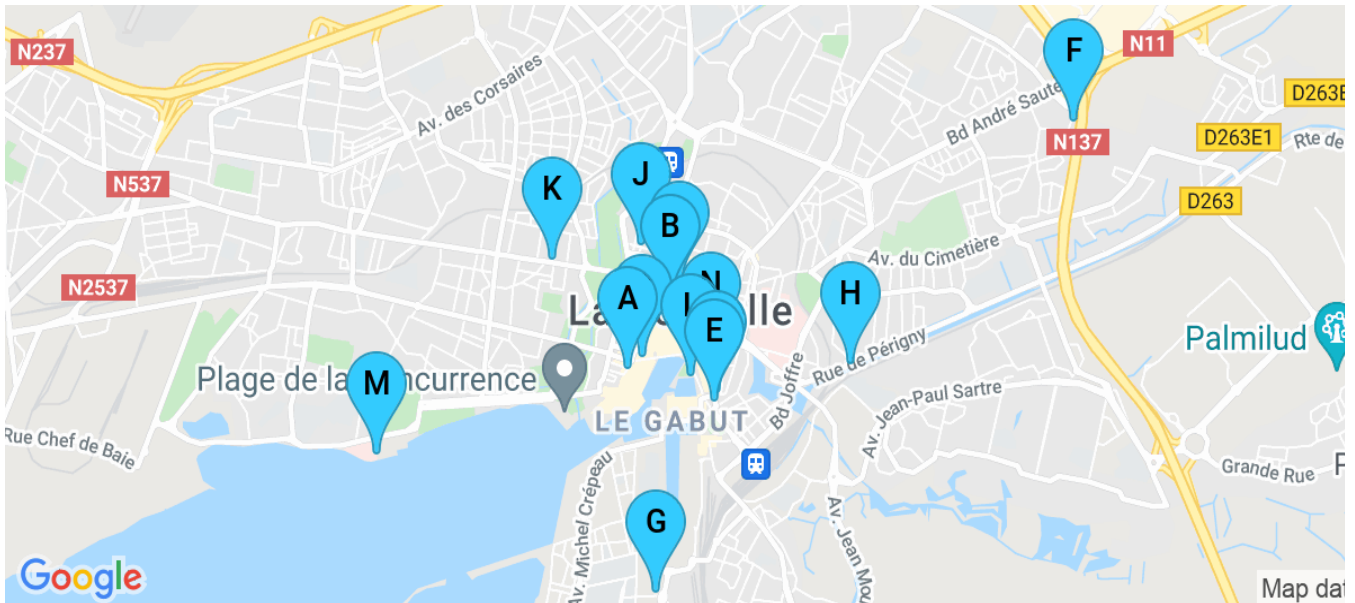 N237
N11
F
Av. des Corsaires
Bd André Saute
D263E
N137
D263E1
Rte de
N537
K
J
B
D263
Av. du Cimetière
N2537
A
N
H
E
Palmilud
Rue de Périgny
Plage de la
M
LE GABUT
Bd Joffre
Av. Jean-Paul Sartre
Rue Chef de Baie
Grande Rue
P
G
Av. Michel Crépeau
Av. Jean Mou
Google
Map dat